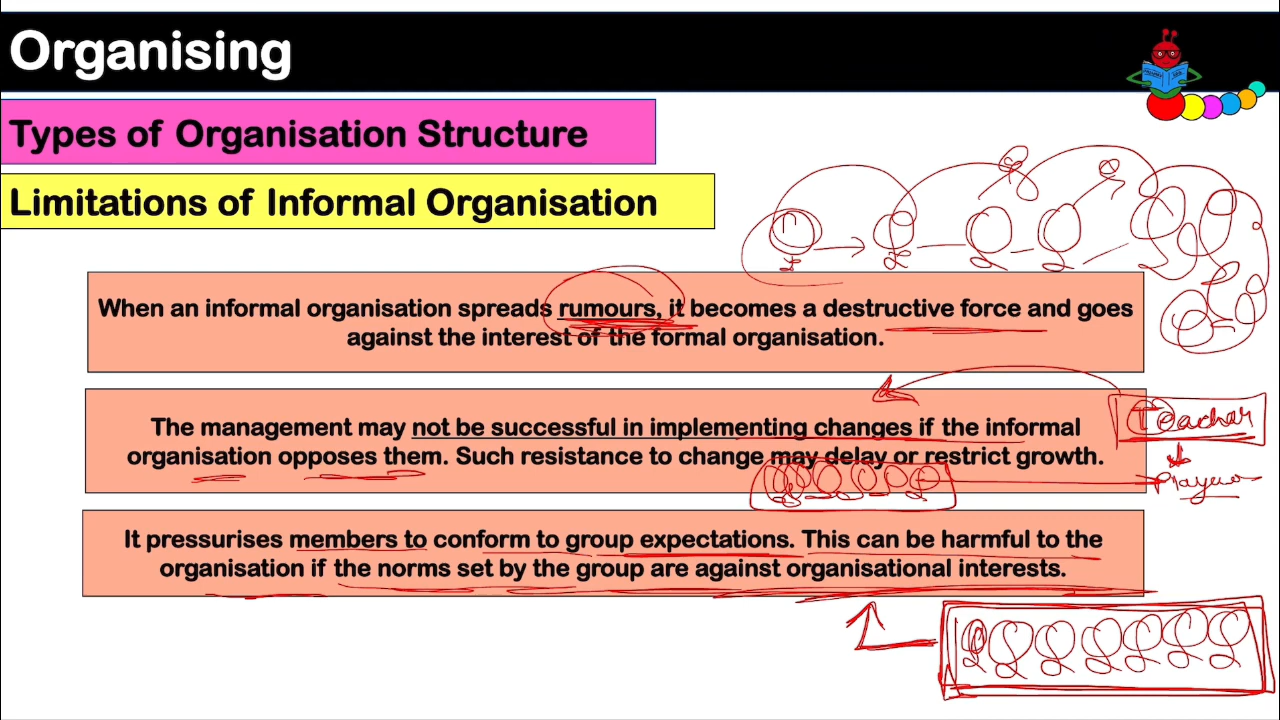 Organising
Types of Organisation Structure
Limitations of Informal Organisation
When an informal organisation spreads rumours, it becomes a destructive force and goes
against the interest of the formal organisation.
The management may not be successful in implementing changes if the informal
organisation opposes them. Such resistance to change may delay or restrict growth.
Teachar
It pressurises members to conform to group expectations. This can be harmful to the
organisation if the norms set by the group are against organisational interests.